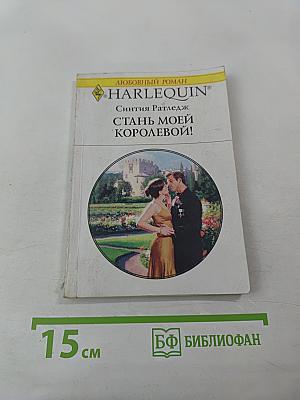 ЛЮБОВНЫЙ РОМАН
HARLEQUIN®
Синтия Ратледж
СТАНЬ МОЕЙ
КОРОЛЕВОЙ!
15 см
БФ БИБЛИОФАН